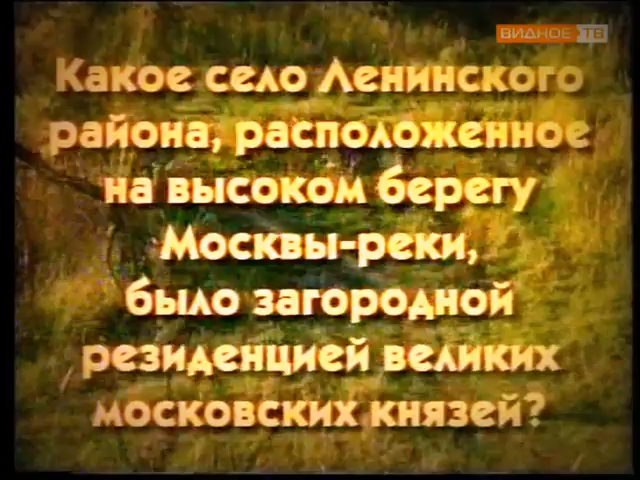 ВИДНОЕ ТВ
Какое село Ленинского
района, расположенное
на высоком берегу
Москвы-реки,
было загородной
резиденцией великих
московских князей?